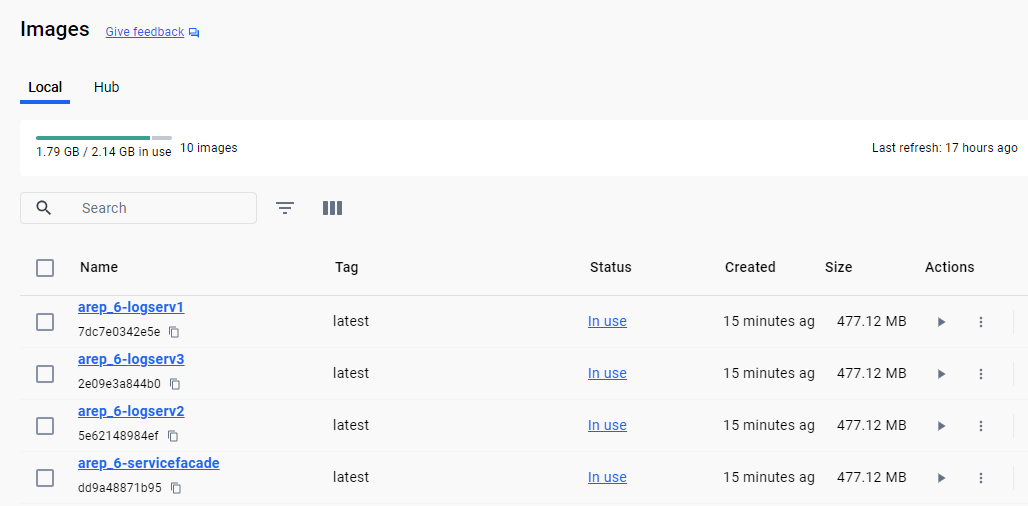 Images Give feedback
Local Hub
1.79 GB / 2.14 GB in use 10 images Last refresh: 17 hours ago
Search
Name Tag Status Created Size Actions
arep_6-logserv1
7dc7e0342e5e
latest In use 15 minutes ag 477.12 MB
arep_6-logserv3
2e09e3a844b0
latest In use 15 minutes ag 477.12 MB
arep_6-logserv2
5e62148984ef
latest In use 15 minutes ag 477.12 MB
arep_6-servicefacade
dd9a48871b95
latest In use 15 minutes ag 477.12 MB